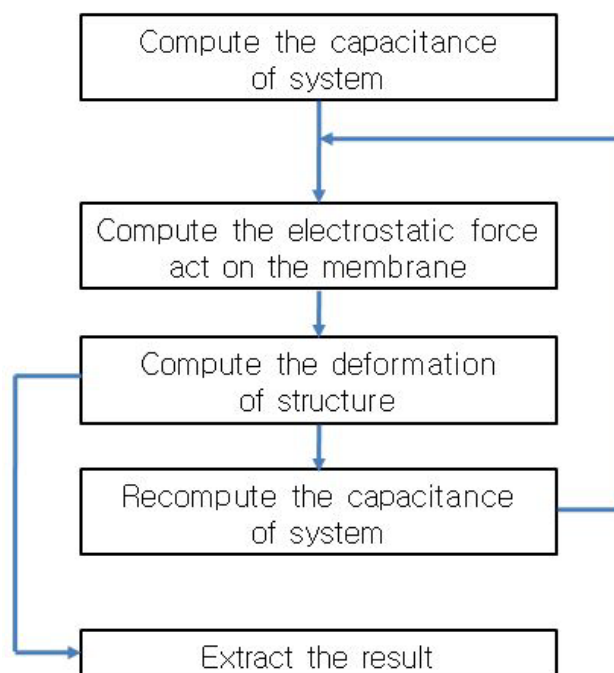 Compute the capacitance
of system
Compute the electrostatic force
act on the membrane
Compute the deformation
of structure
Recompute the capacitance
of system
Extract the result